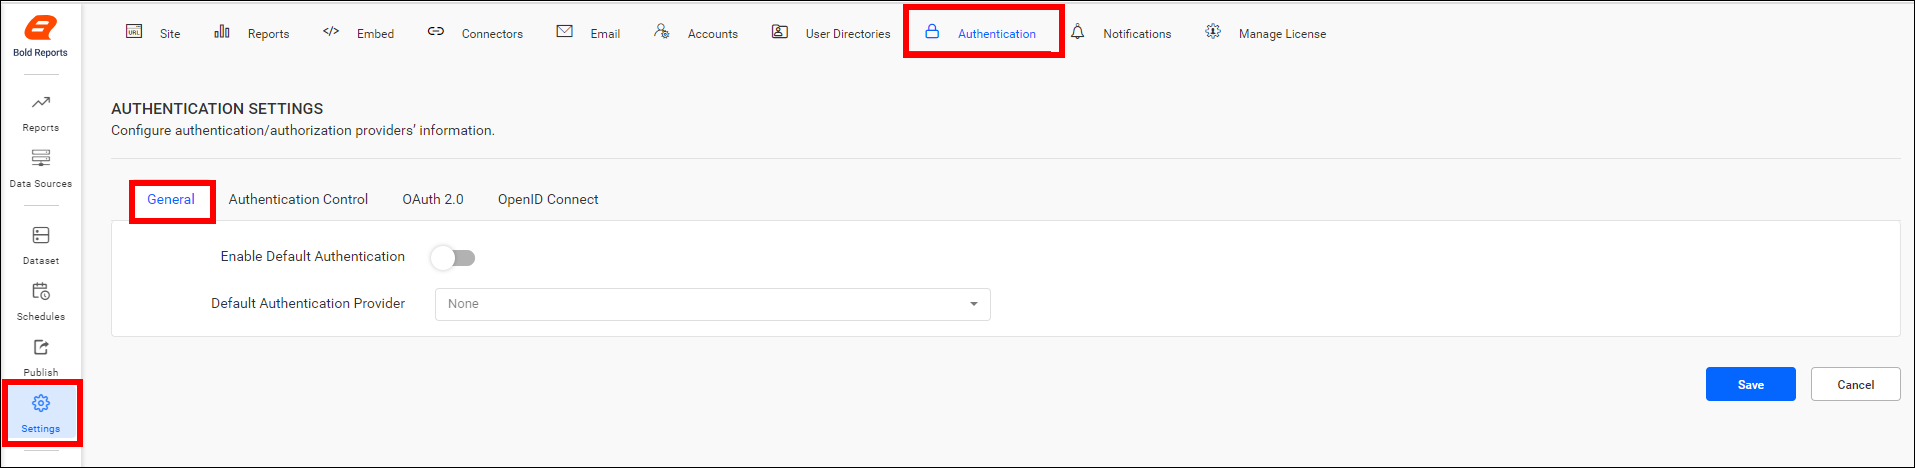 Bold Reports
Reports
Data Sources
Dataset
Schedules
Publish
Settings
URL Site Reports </> Embed Connectors Email Accounts User Directories Authentication Notifications Manage License
AUTHENTICATION SETTINGS
Configure authentication/authorization providers’ information.
General Authentication Control OAuth 2.0 OpenID Connect
Enable Default Authentication
Default Authentication Provider None
Save Cancel